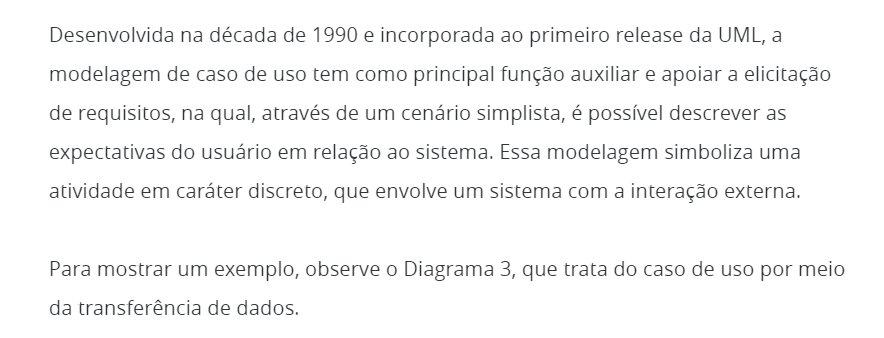 Desenvolvida na década de 1990 e incorporada ao primeiro release da UML, a
modelagem de caso de uso tem como principal função auxiliar e apoiar a elicitação
de requisitos, na qual, através de um cenário simplista, é possível descrever as
expectativas do usuário em relação ao sistema. Essa modelagem simboliza uma
atividade em caráter discreto, que envolve um sistema com a interação externa.
Para mostrar um exemplo, observe o Diagrama 3, que trata do caso de uso por meio
da transferência de dados.